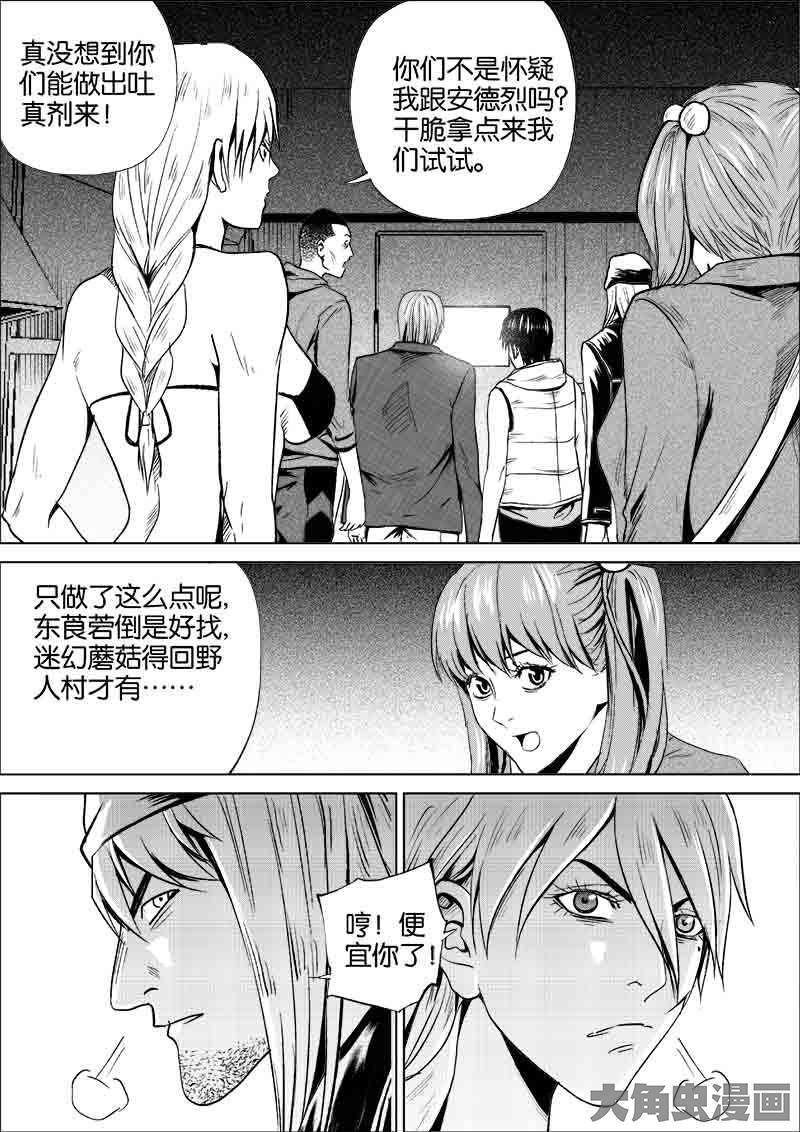 真没想到你
们能做出吐
真剂来！
你们不是怀疑
我跟安德烈吗？
干脆拿点来我
们试试。
只做了这么点呢，
东莨若倒是好找，
迷幻蘑菇得回野
人村才有……
哼！便
宜你了！
大角虫漫画